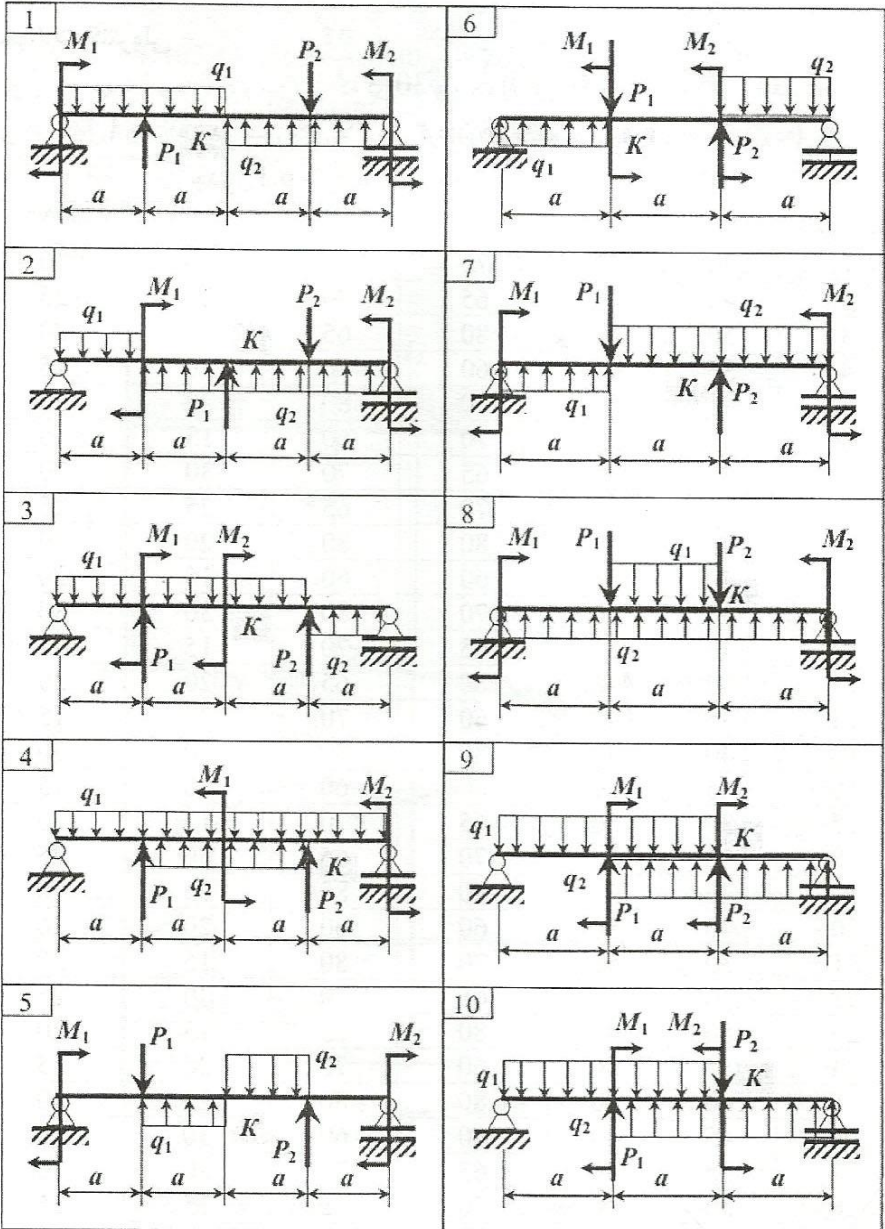 1
M₁ q₁ P₂ M₂
P₁ K q₂
a a a a
2
q₁ M₁ K P₂ M₂
P₁ q₂
a a a a
3
q₁ M₁ M₂
P₁ K P₂ q₂
a a a a
4
q₁ M₁ M₂
P₁ q₂ P₂ K
a a a a
5
M₁ P₁ q₂ M₂
q₁ K P₂
a a a a
6
M₁ P₁ M₂ q₂
q₁ K P₂
a a a
7
M₁ P₁ q₂ M₂
q₁ K P₂
a a a
8
M₁ P₁ q₁ P₂ M₂
K
q₂
a a a
9
q₁ M₁ M₂ K
q₂ P₁ P₂
a a a
10
q₁ M₁ M₂ P₂ K
q₂ P₁
a a a